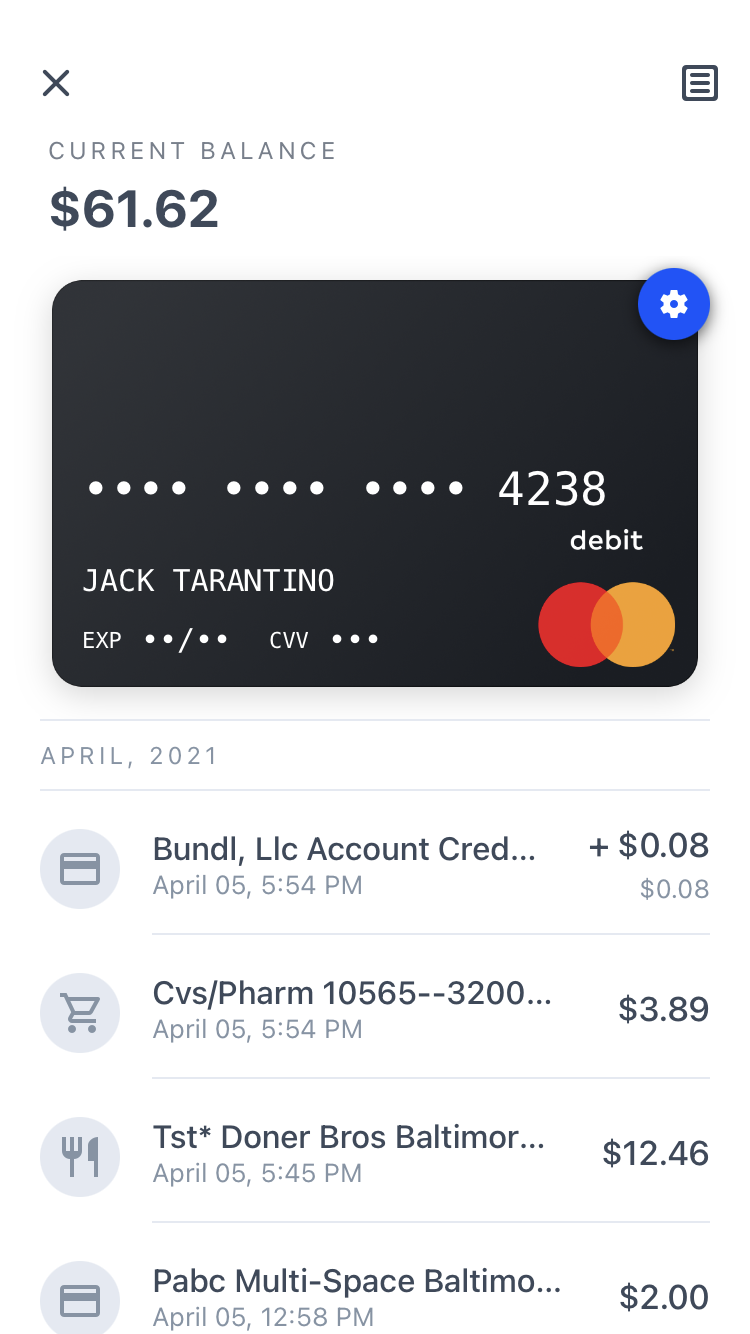 CURRENT BALANCE
$61.62
•••• •••• •••• 4238
debit
JACK TARANTINO
EXP ••/•• CVV •••
APRIL, 2021
Bundl, Llc Account Cred... + $0.08
April 05, 5:54 PM $0.08
Cvs/Pharm 10565--3200... $3.89
April 05, 5:54 PM
Tst* Doner Bros Baltimor... $12.46
April 05, 5:45 PM
Pabc Multi-Space Baltimo... $2.00
April 05, 12:58 PM